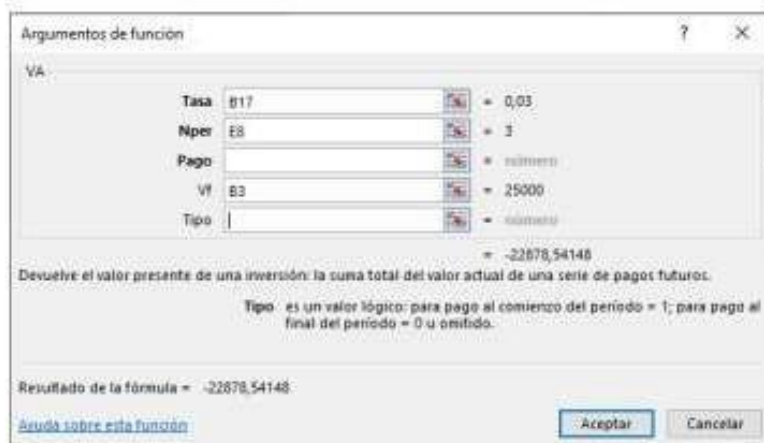 Argumentos de función ? ×
VA
Tasa B17 = 0,03
Nper E8 = 3
Pago = número
Vf B3 = 25000
Tipo = número
= -22878,54148
Devuelve el valor presente de una inversión: la suma total del valor actual de una serie de pagos futuros.
Tipo es un valor lógico: para pago al comienzo del período = 1; para pago al
final del período = 0 u omitido.
Resultado de la fórmula = -22878,54148
Ayuda sobre esta función Aceptar Cancelar